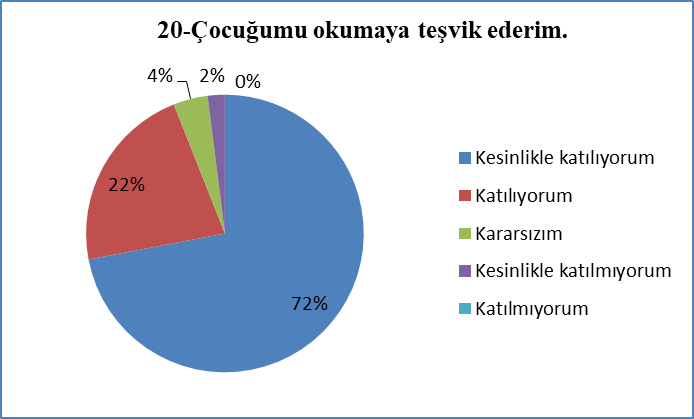 20-Çocuğumu okumaya teşvik ederim.
4%
2%
0%
22%
72%
Kesinlikle katılıyorum
Katılıyorum
Kararsızım
Kesinlikle katılmıyorum
Katılmıyorum